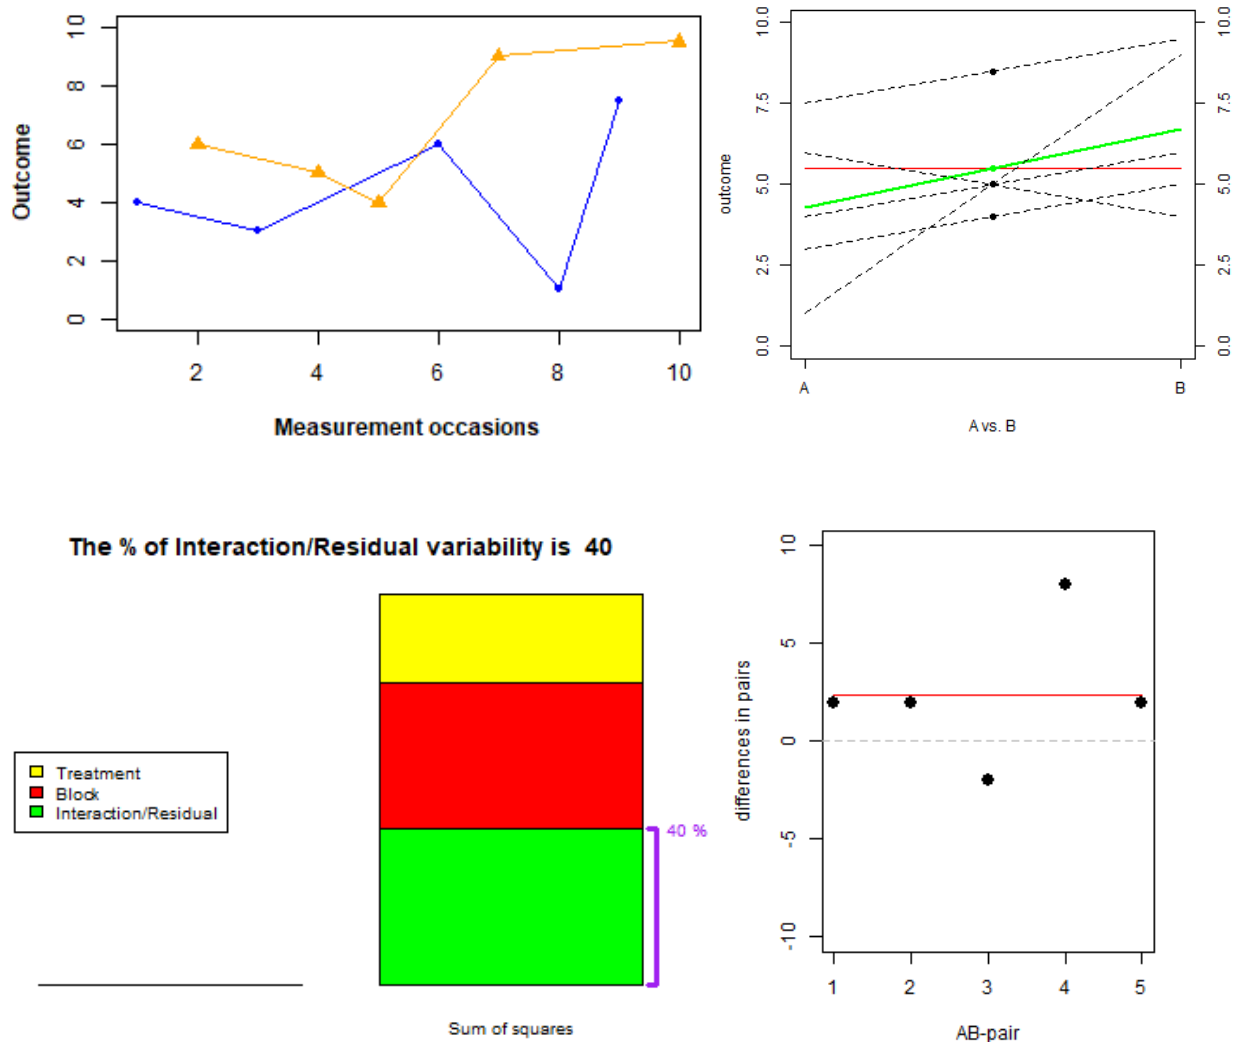 Outcome
0
2
4
6
8
10
2
4
6
8
10
Measurement occasions
outcome
0.0
2.5
5.0
7.5
10.0
0.0
2.5
5.0
7.5
10.0
A
B
A vs. B
The % of Interaction/Residual variability is 40
Treatment
Block
Interaction/Residual
40 %
Sum of squares
differences in pairs
-10
-5
0
5
10
1
2
3
4
5
AB-pair